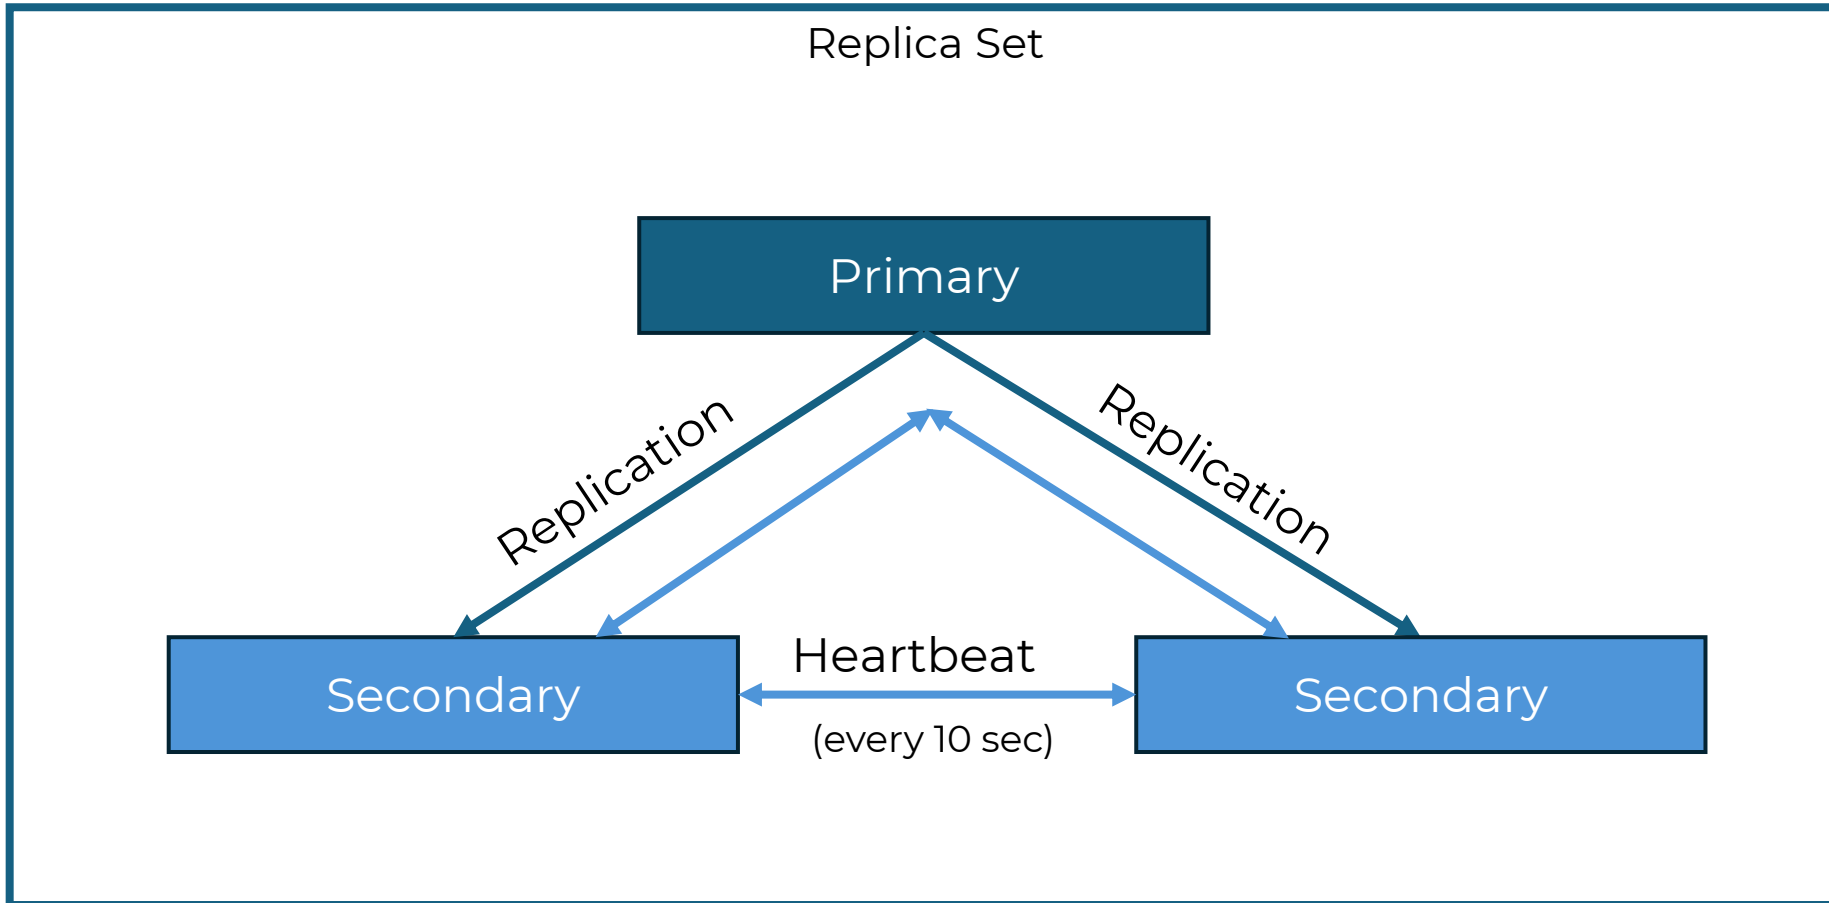 Replica Set
Primary
Replication
Replication
Heartbeat
Secondary
Secondary
(every 10 sec)